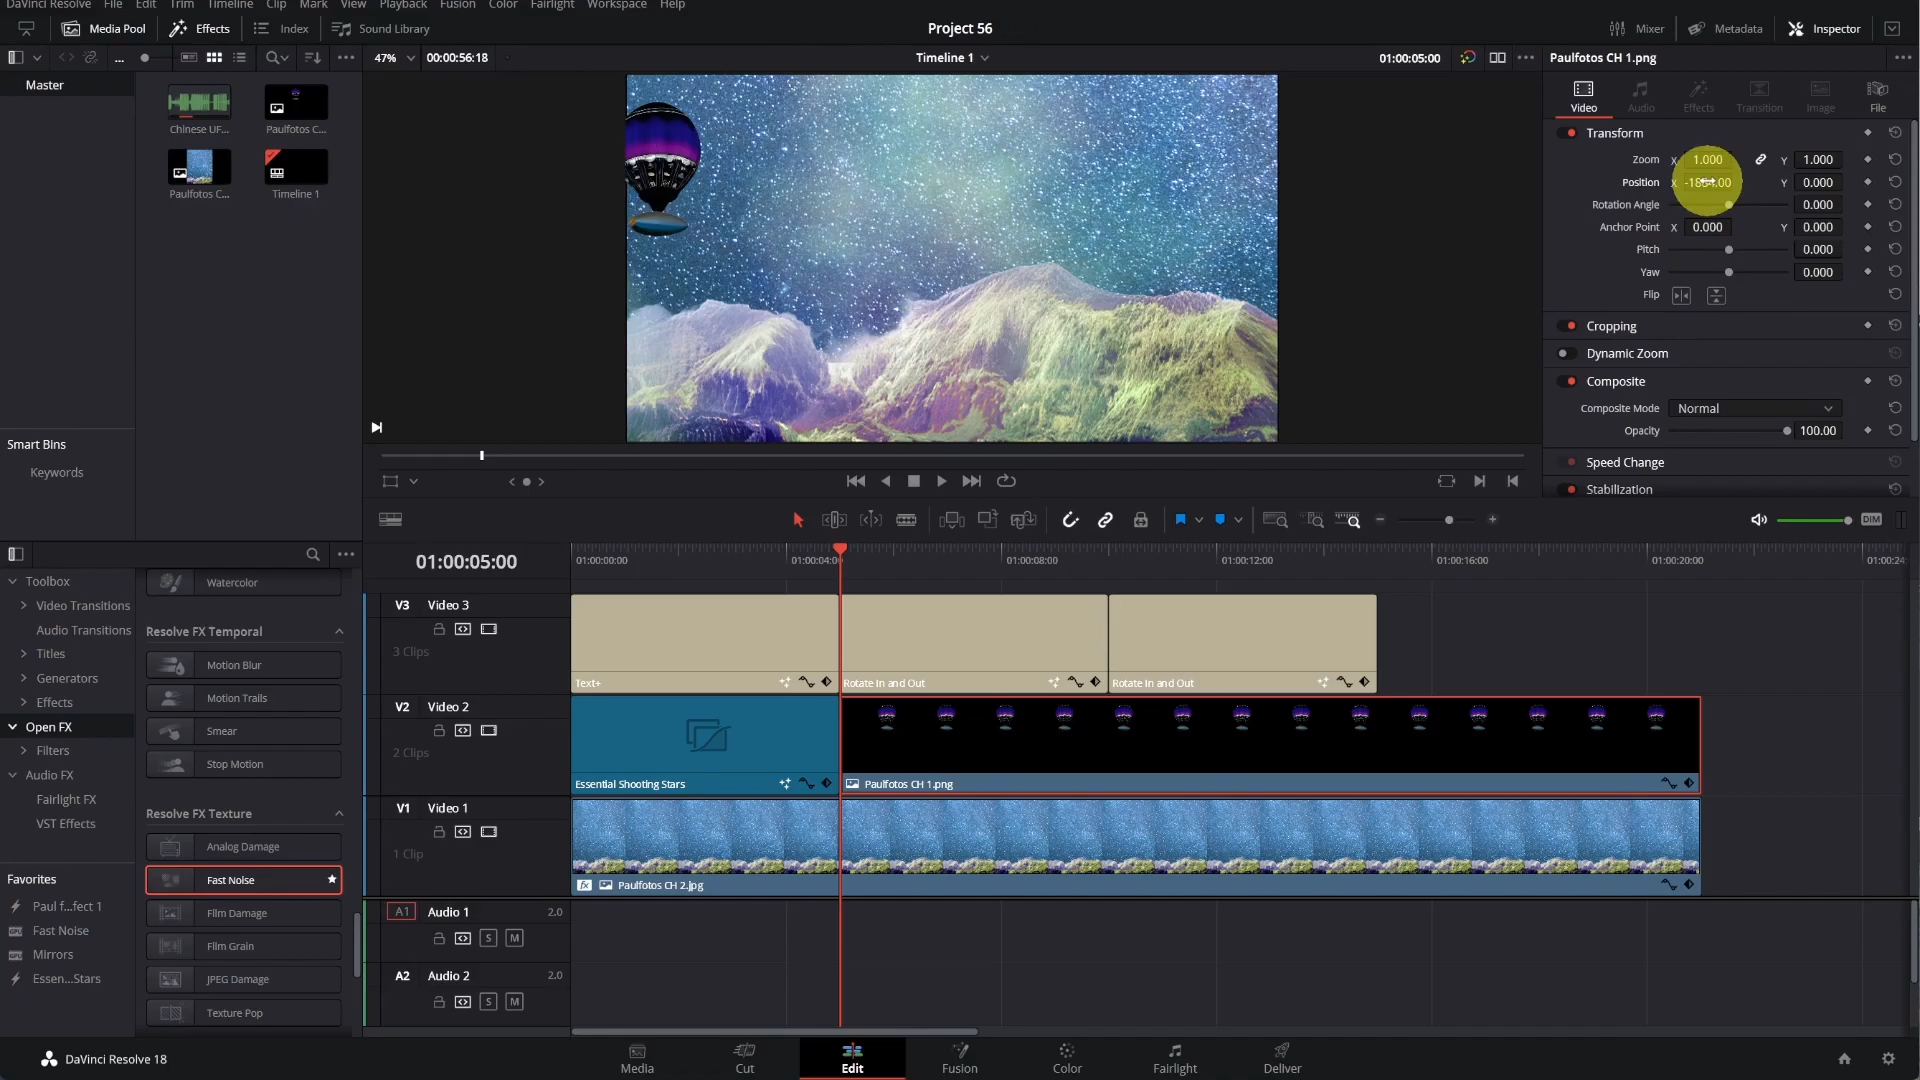 DaVinci Resolve File Edit Trim Timeline Clip Mark View Playback Fusion Color Fairlight Workspace Help
Media Pool Effects Index Sound Library Project 56 Mixer Metadata Inspector
47% 00:00:56:18 Timeline 1 01:00:05:00 Paulfotos CH 1.png
Master
Chinese UF... Paulfotos C...
Paulfotos C... Timeline 1
Video Audio Effects Transition Image File
Transform
Zoom X 1.000 Y 1.000
Position X Y 0.000
Rotation Angle 0.000
Anchor Point X 0.000 Y 0.000
Pitch 0.000
Yaw 0.000
Flip
Cropping
Dynamic Zoom
Composite
Composite Mode Normal
Opacity 100.00
Speed Change
Stabilization
Smart Bins
Keywords
DIM
Toolbox
Video Transitions
Audio Transitions
Titles
Generators
Effects
Open FX
Filters
Audio FX
Fairlight FX
VST Effects
Favorites
Paul f...fect 1
Fast Noise
Mirrors
Essen...Stars
Watercolor
Resolve FX Temporal
Motion Blur
Motion Trails
Smear
Stop Motion
Resolve FX Texture
Analog Damage
Fast Noise
Film Damage
Film Grain
JPEG Damage
Texture Pop
01:00:05:00 01:00:00:00 01:00:04: 01:00:08:00 01:00:12:00 01:00:16:00 01:00:20:00 01:00:24
V3 Video 3
3 Clips
Text+ Rotate In and Out Rotate In and Out
V2 Video 2
2 Clips
Essential Shooting Stars Paulfotos CH 1.png
V1 Video 1
1 Clip
fx Paulfotos CH 2.jpg
A1 Audio 1 2.0
S M
A2 Audio 2 2.0
S M
DaVinci Resolve 18 Media Cut Edit Fusion Color Fairlight Deliver